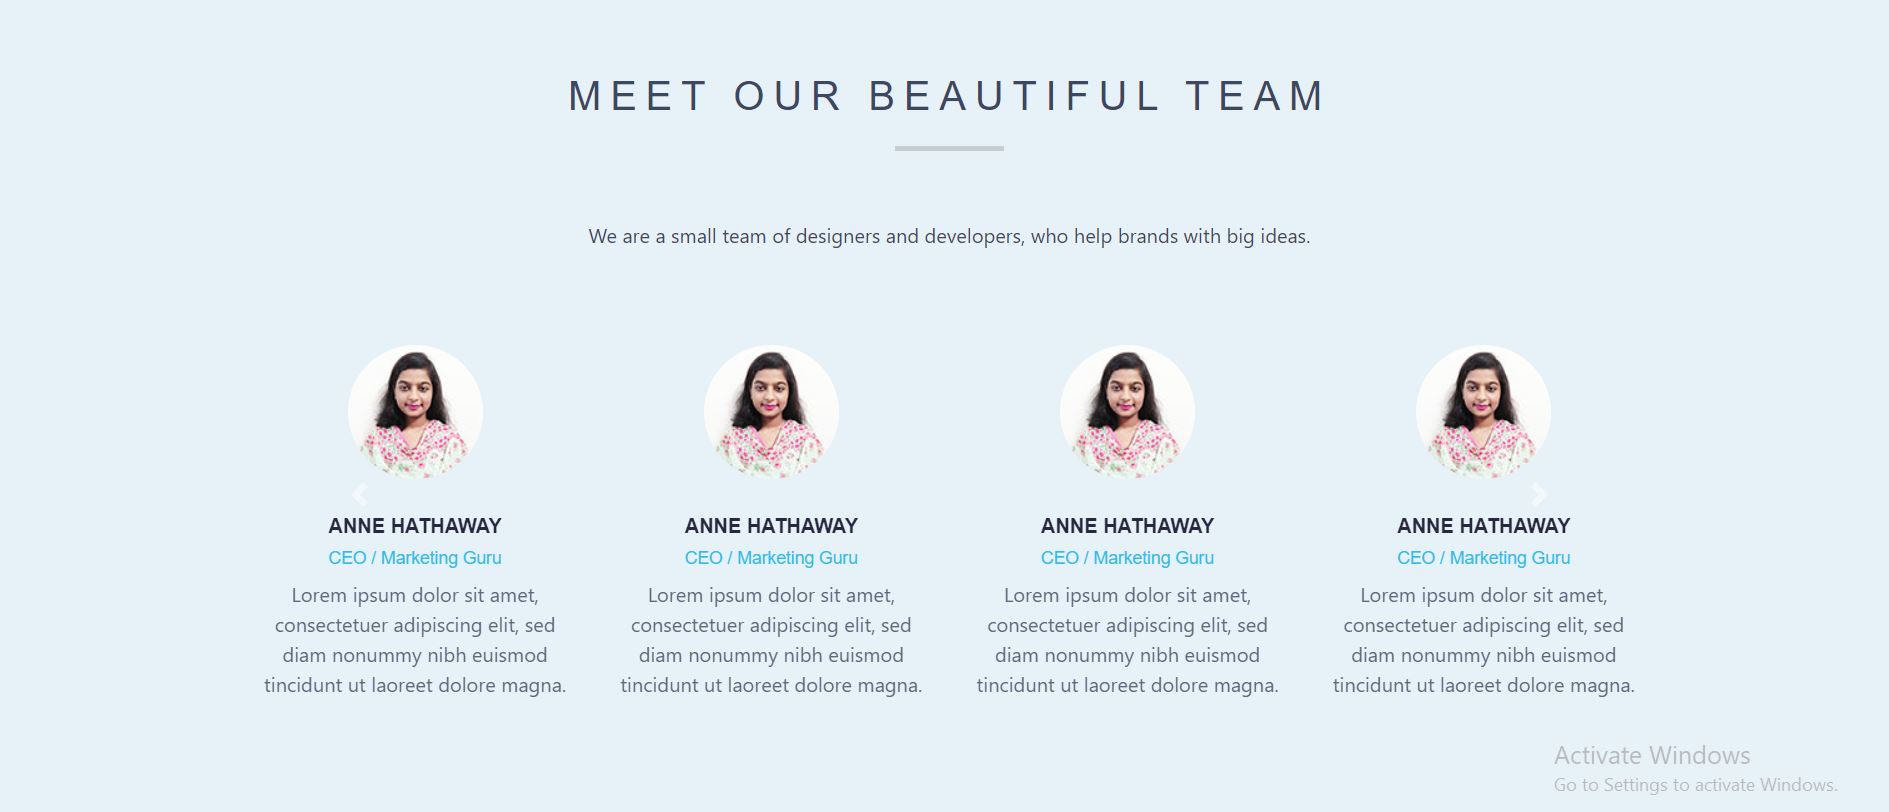 MEET OUR BEAUTIFUL TEAM
We are a small team of designers and developers, who help brands with big ideas.
ANNE HATHAWAY
CEO / Marketing Guru
Lorem ipsum dolor sit amet,
consectetuer adipiscing elit, sed
diam nonummy nibh euismod
tincidunt ut laoreet dolore magna.
ANNE HATHAWAY
CEO / Marketing Guru
Lorem ipsum dolor sit amet,
consectetuer adipiscing elit, sed
diam nonummy nibh euismod
tincidunt ut laoreet dolore magna.
ANNE HATHAWAY
CEO / Marketing Guru
Lorem ipsum dolor sit amet,
consectetuer adipiscing elit, sed
diam nonummy nibh euismod
tincidunt ut laoreet dolore magna.
ANNE HATHAWAY
CEO / Marketing Guru
Lorem ipsum dolor sit amet,
consectetuer adipiscing elit, sed
diam nonummy nibh euismod
tincidunt ut laoreet dolore magna.
Activate Windows
Go to Settings to activate Windows.